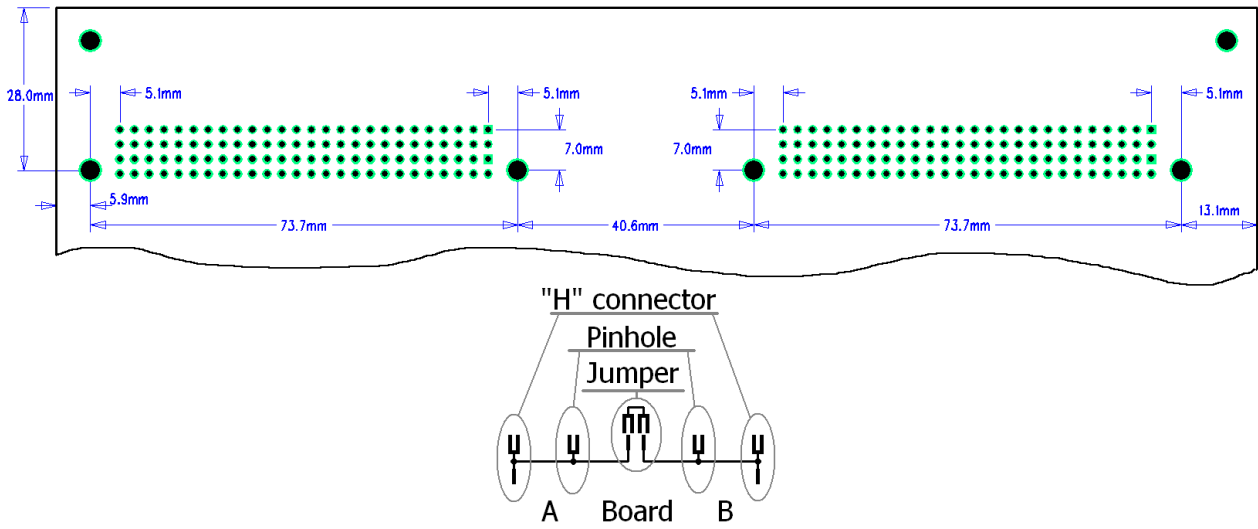 28.0mm
5.1mm
5.1mm
5.1mm
5.1mm
7.0mm
7.0mm
5.9mm
73.7mm
40.6mm
73.7mm
13.1mm
"H" connector
Pinhole
Jumper
A Board B